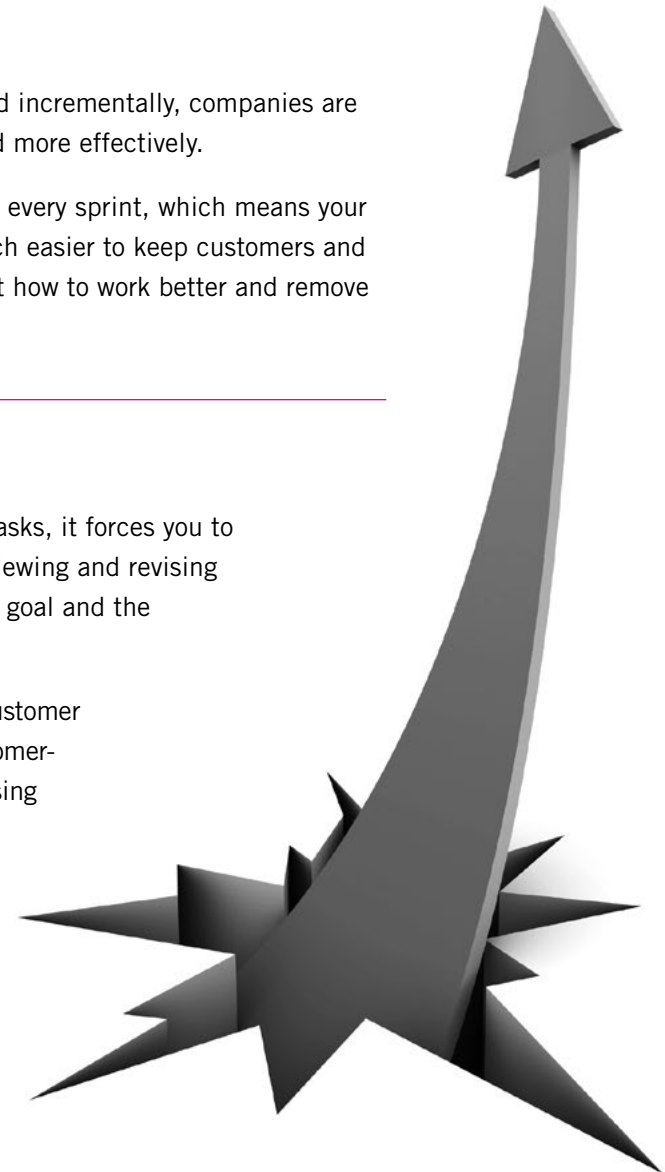 d incrementally, companies are
d more effectively.
every sprint, which means your
ch easier to keep customers and
t how to work better and remove
asks, it forces you to
ewing and revising
goal and the
ustomer
omer-
sing